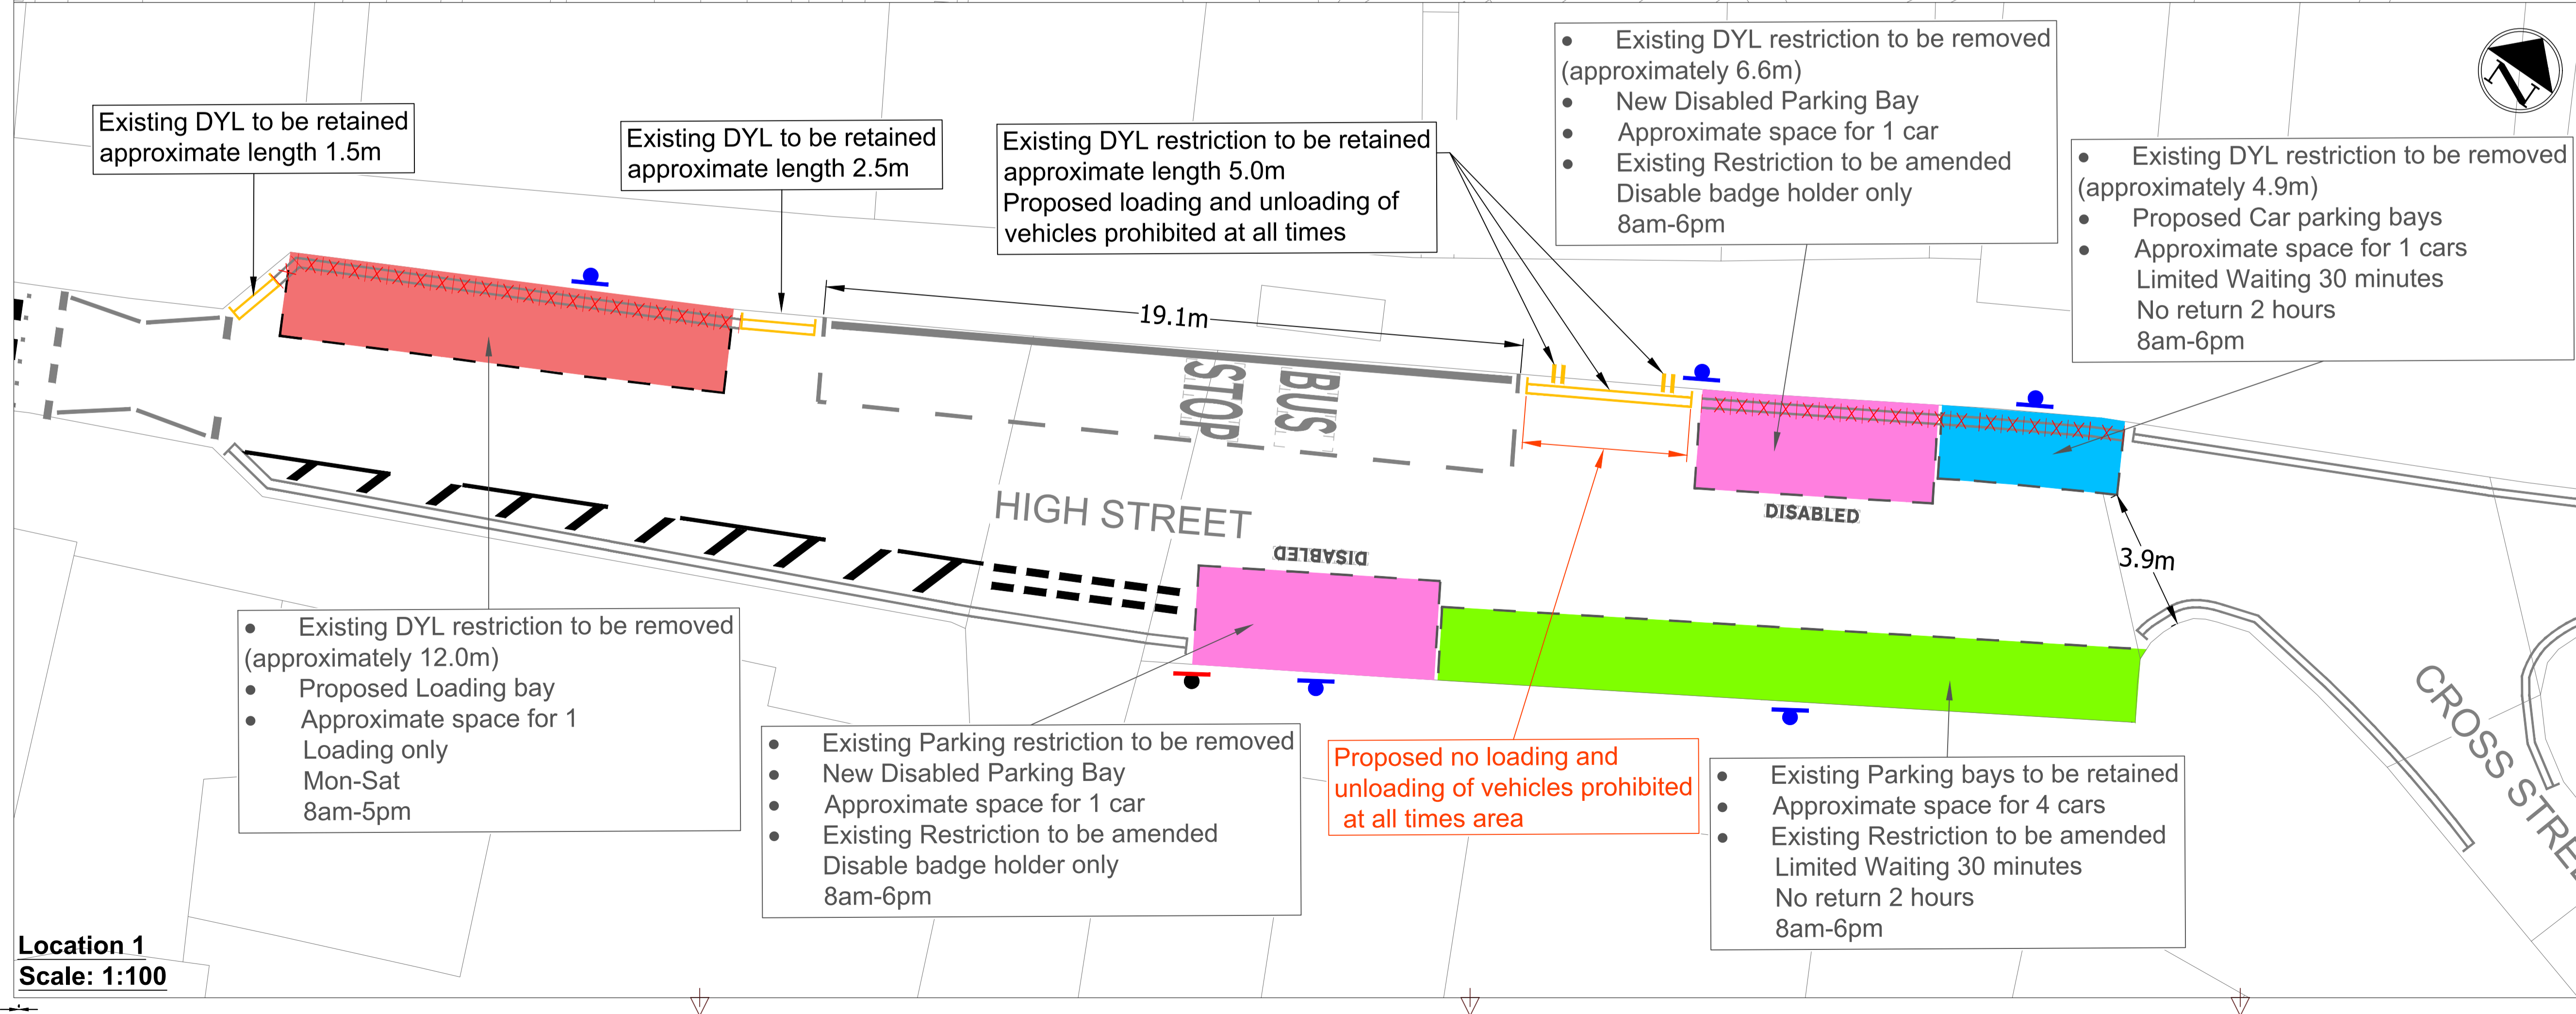 Existing DYL to be retained
approximate length 1.5m
Existing DYL to be retained
approximate length 2.5m
Existing DYL restriction to be retained
approximate length 5.0m
Proposed loading and unloading of
vehicles prohibited at all times
• Existing DYL restriction to be removed
(approximately 6.6m)
• New Disabled Parking Bay
• Approximate space for 1 car
• Existing Restriction to be amended
Disable badge holder only
8am-6pm
• Existing DYL restriction to be removed
(approximately 4.9m)
• Proposed Car parking bays
• Approximate space for 1 cars
Limited Waiting 30 minutes
No return 2 hours
8am-6pm
N
19.1m
BUS
STOP
HIGH STREET
DISABLED
DISABLED
3.9m
CROSS STREE
• Existing DYL restriction to be removed
(approximately 12.0m)
• Proposed Loading bay
• Approximate space for 1
Loading only
Mon-Sat
8am-5pm
• Existing Parking restriction to be removed
• New Disabled Parking Bay
• Approximate space for 1 car
• Existing Restriction to be amended
Disable badge holder only
8am-6pm
Proposed no loading and
unloading of vehicles prohibited
at all times area
• Existing Parking bays to be retained
• Approximate space for 4 cars
• Existing Restriction to be amended
Limited Waiting 30 minutes
No return 2 hours
8am-6pm
Location 1
Scale: 1:100